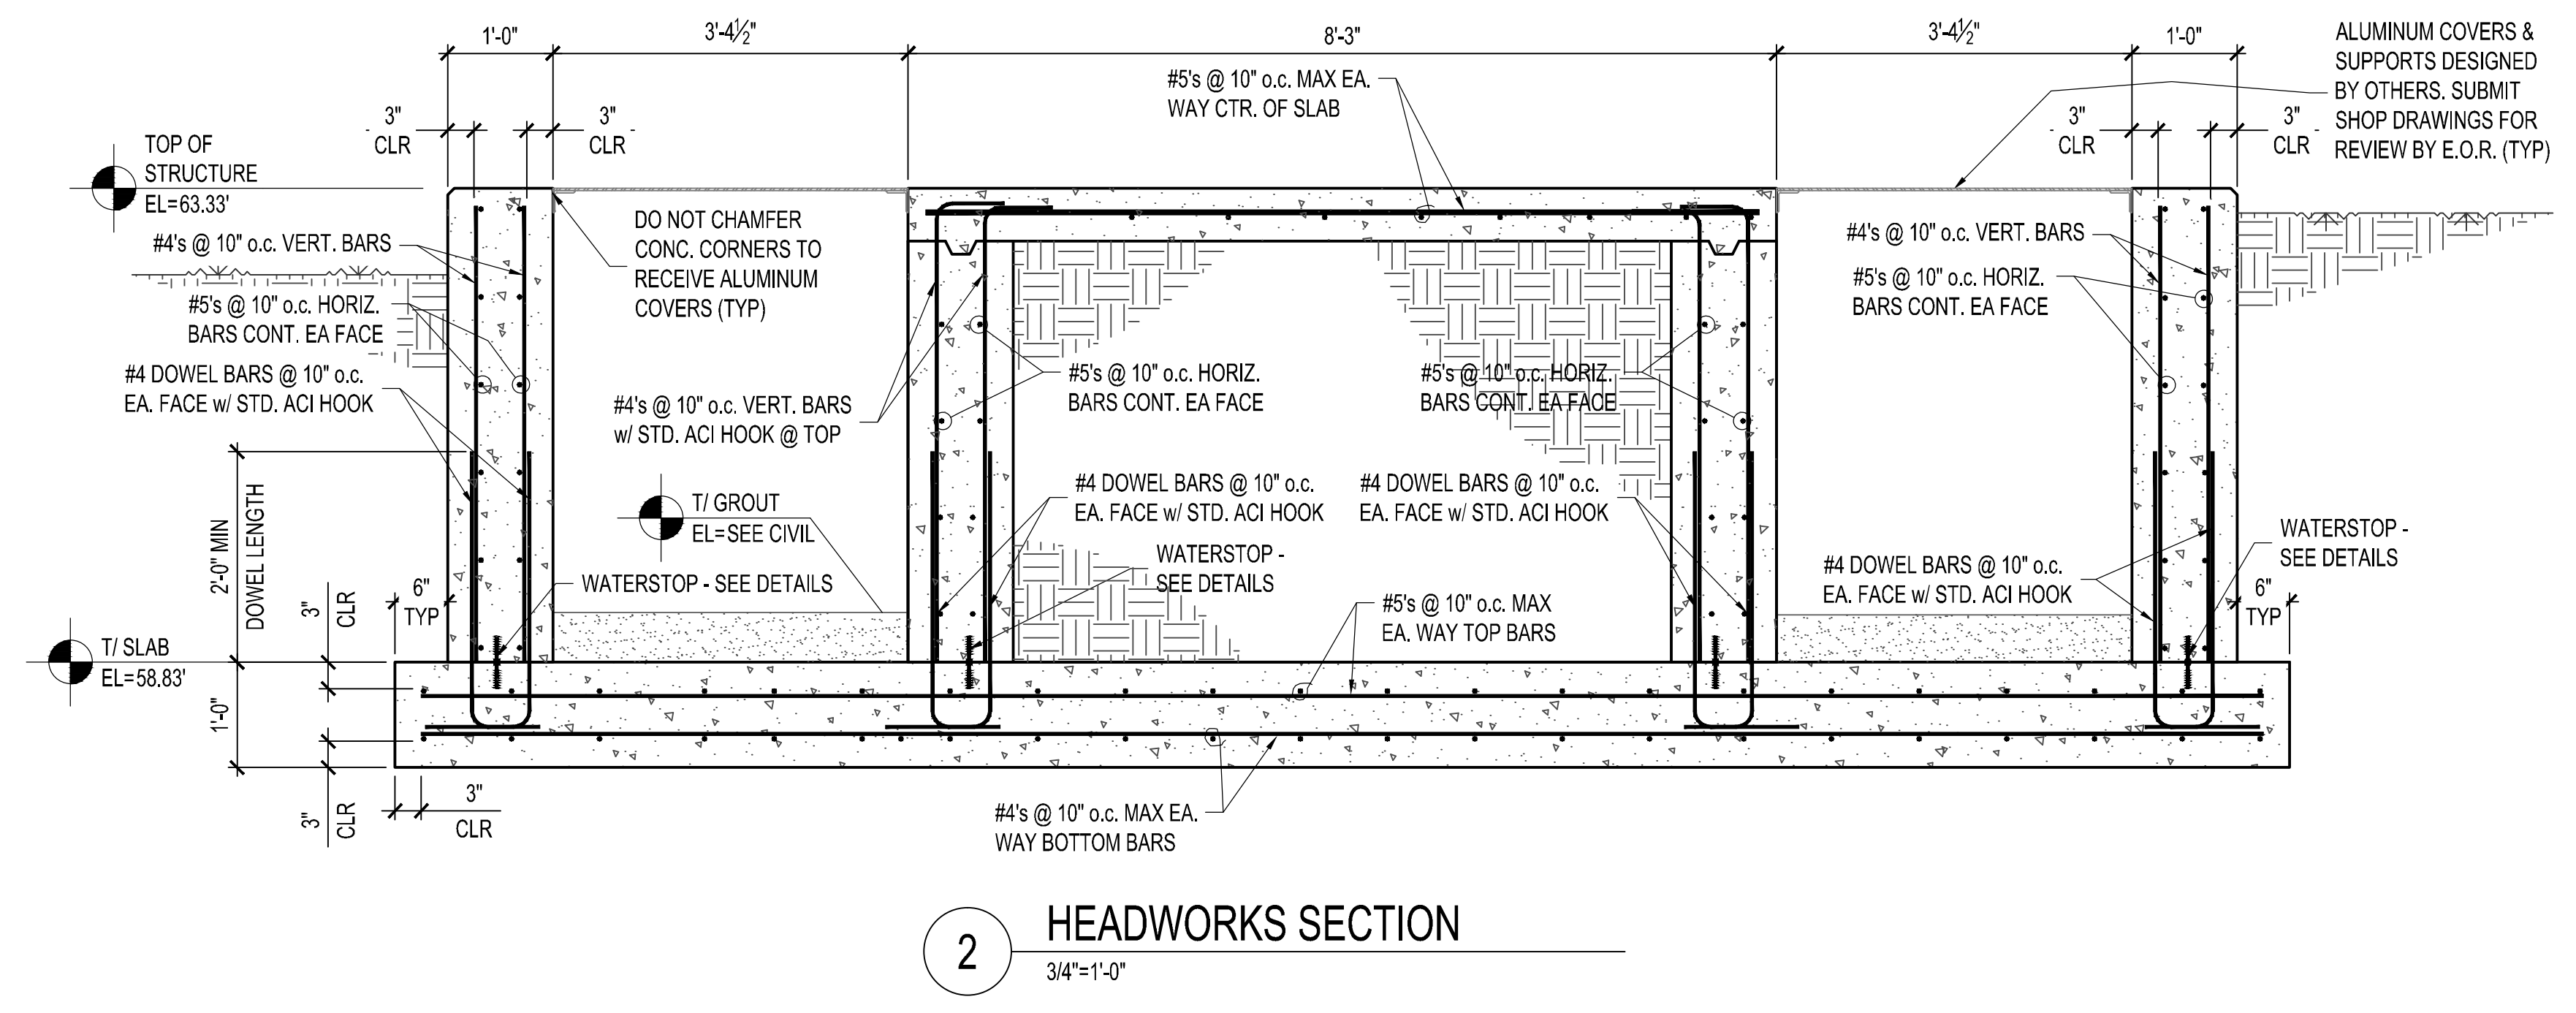 1'-0"
3'-4½"
8'-3"
3'-4½"
1'-0"
ALUMINUM COVERS &
SUPPORTS DESIGNED
BY OTHERS. SUBMIT
SHOP DRAWINGS FOR
REVIEW BY E.O.R. (TYP)
#5's @ 10" o.c. MAX EA.
WAY CTR. OF SLAB
3"
CLR
3"
CLR
3"
CLR
3"
CLR
TOP OF
STRUCTURE
EL=63.33'
DO NOT CHAMFER
CONC. CORNERS TO
RECEIVE ALUMINUM
COVERS (TYP)
#4's @ 10" o.c. VERT. BARS
#5's @ 10" o.c. HORIZ.
BARS CONT. EA FACE
#4 DOWEL BARS @ 10" o.c.
EA. FACE w/ STD. ACI HOOK
#4's @ 10" o.c. VERT. BARS
w/ STD. ACI HOOK @ TOP
#5's @ 10" o.c. HORIZ.
BARS CONT. EA FACE
#5's @ 10" o.c. HORIZ.
BARS CONT. EA FACE
#4's @ 10" o.c. VERT. BARS
#5's @ 10" o.c. HORIZ.
BARS CONT. EA FACE
T/ GROUT
EL=SEE CIVIL
#4 DOWEL BARS @ 10" o.c.
EA. FACE w/ STD. ACI HOOK
#4 DOWEL BARS @ 10" o.c.
EA. FACE w/ STD. ACI HOOK
WATERSTOP -
SEE DETAILS
WATERSTOP - SEE DETAILS
WATERSTOP -
SEE DETAILS
#4 DOWEL BARS @ 10" o.c.
EA. FACE w/ STD. ACI HOOK
#5's @ 10" o.c. MAX
EA. WAY TOP BARS
2'-0" MIN
DOWEL LENGTH
3"
CLR
6"
TYP
6"
TYP
T/ SLAB
EL=58.83'
1'-0"
3"
CLR
3"
CLR
#4's @ 10" o.c. MAX EA.
WAY BOTTOM BARS
2
HEADWORKS SECTION
3/4"=1'-0"